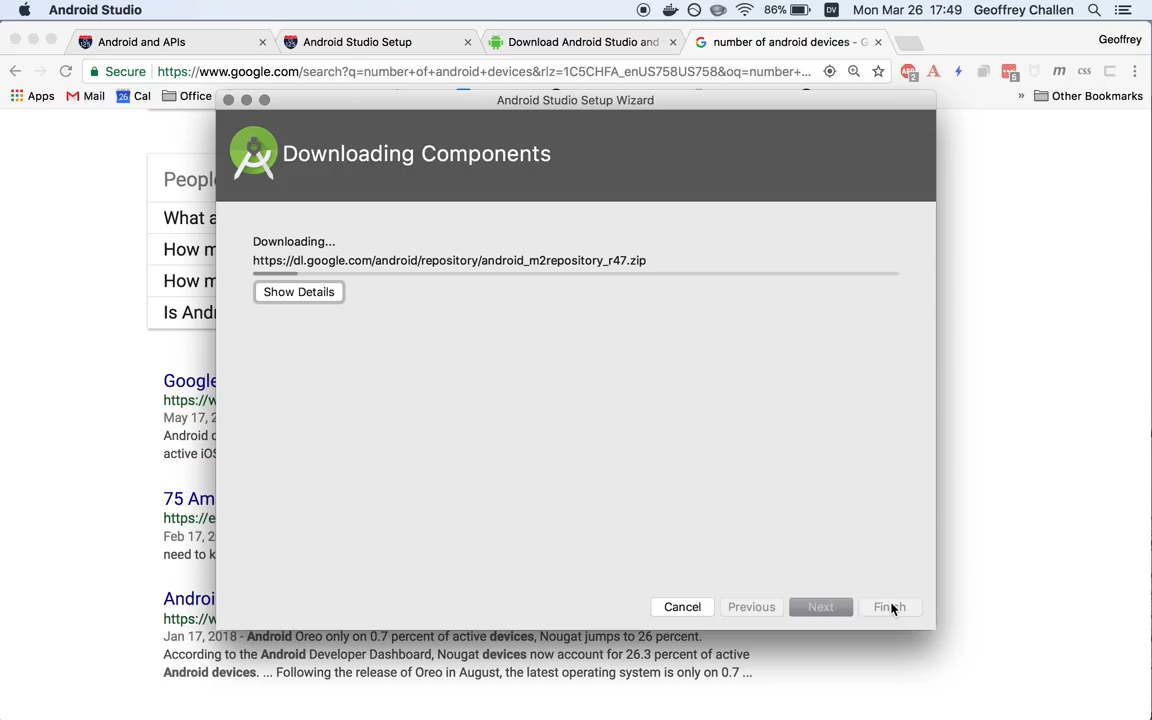 Android Studio
86%
DV
Mon Mar 26 17:49
Geoffrey Challen
Android and APIs
Android Studio Setup
Download Android Studio and
number of android devices - G
Geoffrey
Secure
https://www.google.com/search?q=number+of+android+devices&rlz=1C5CHFA_enUS758US758&oq=number+...
ABP
2
A
5
m
css
Apps
Mail
26
Cal
Office
»
Other Bookmarks
Android Studio Setup Wizard
Downloading Components
Peopl
What a
How m
How m
Is Andr
Downloading...
https://dl.google.com/android/repository/android_m2repository_r47.zip
Show Details
Google
https://w
May 17, 2
Android d
active iOS
75 Am
https://e
Feb 17, 2
need to k
Cancel
Previous
Next
Finish
Androi
https://w
Jan 17, 2018 - Android Oreo only on 0.7 percent of active devices, Nougat jumps to 26 percent.
According to the Android Developer Dashboard, Nougat devices now account for 26.3 percent of active
Android devices. ... Following the release of Oreo in August, the latest operating system is only on 0.7 ...